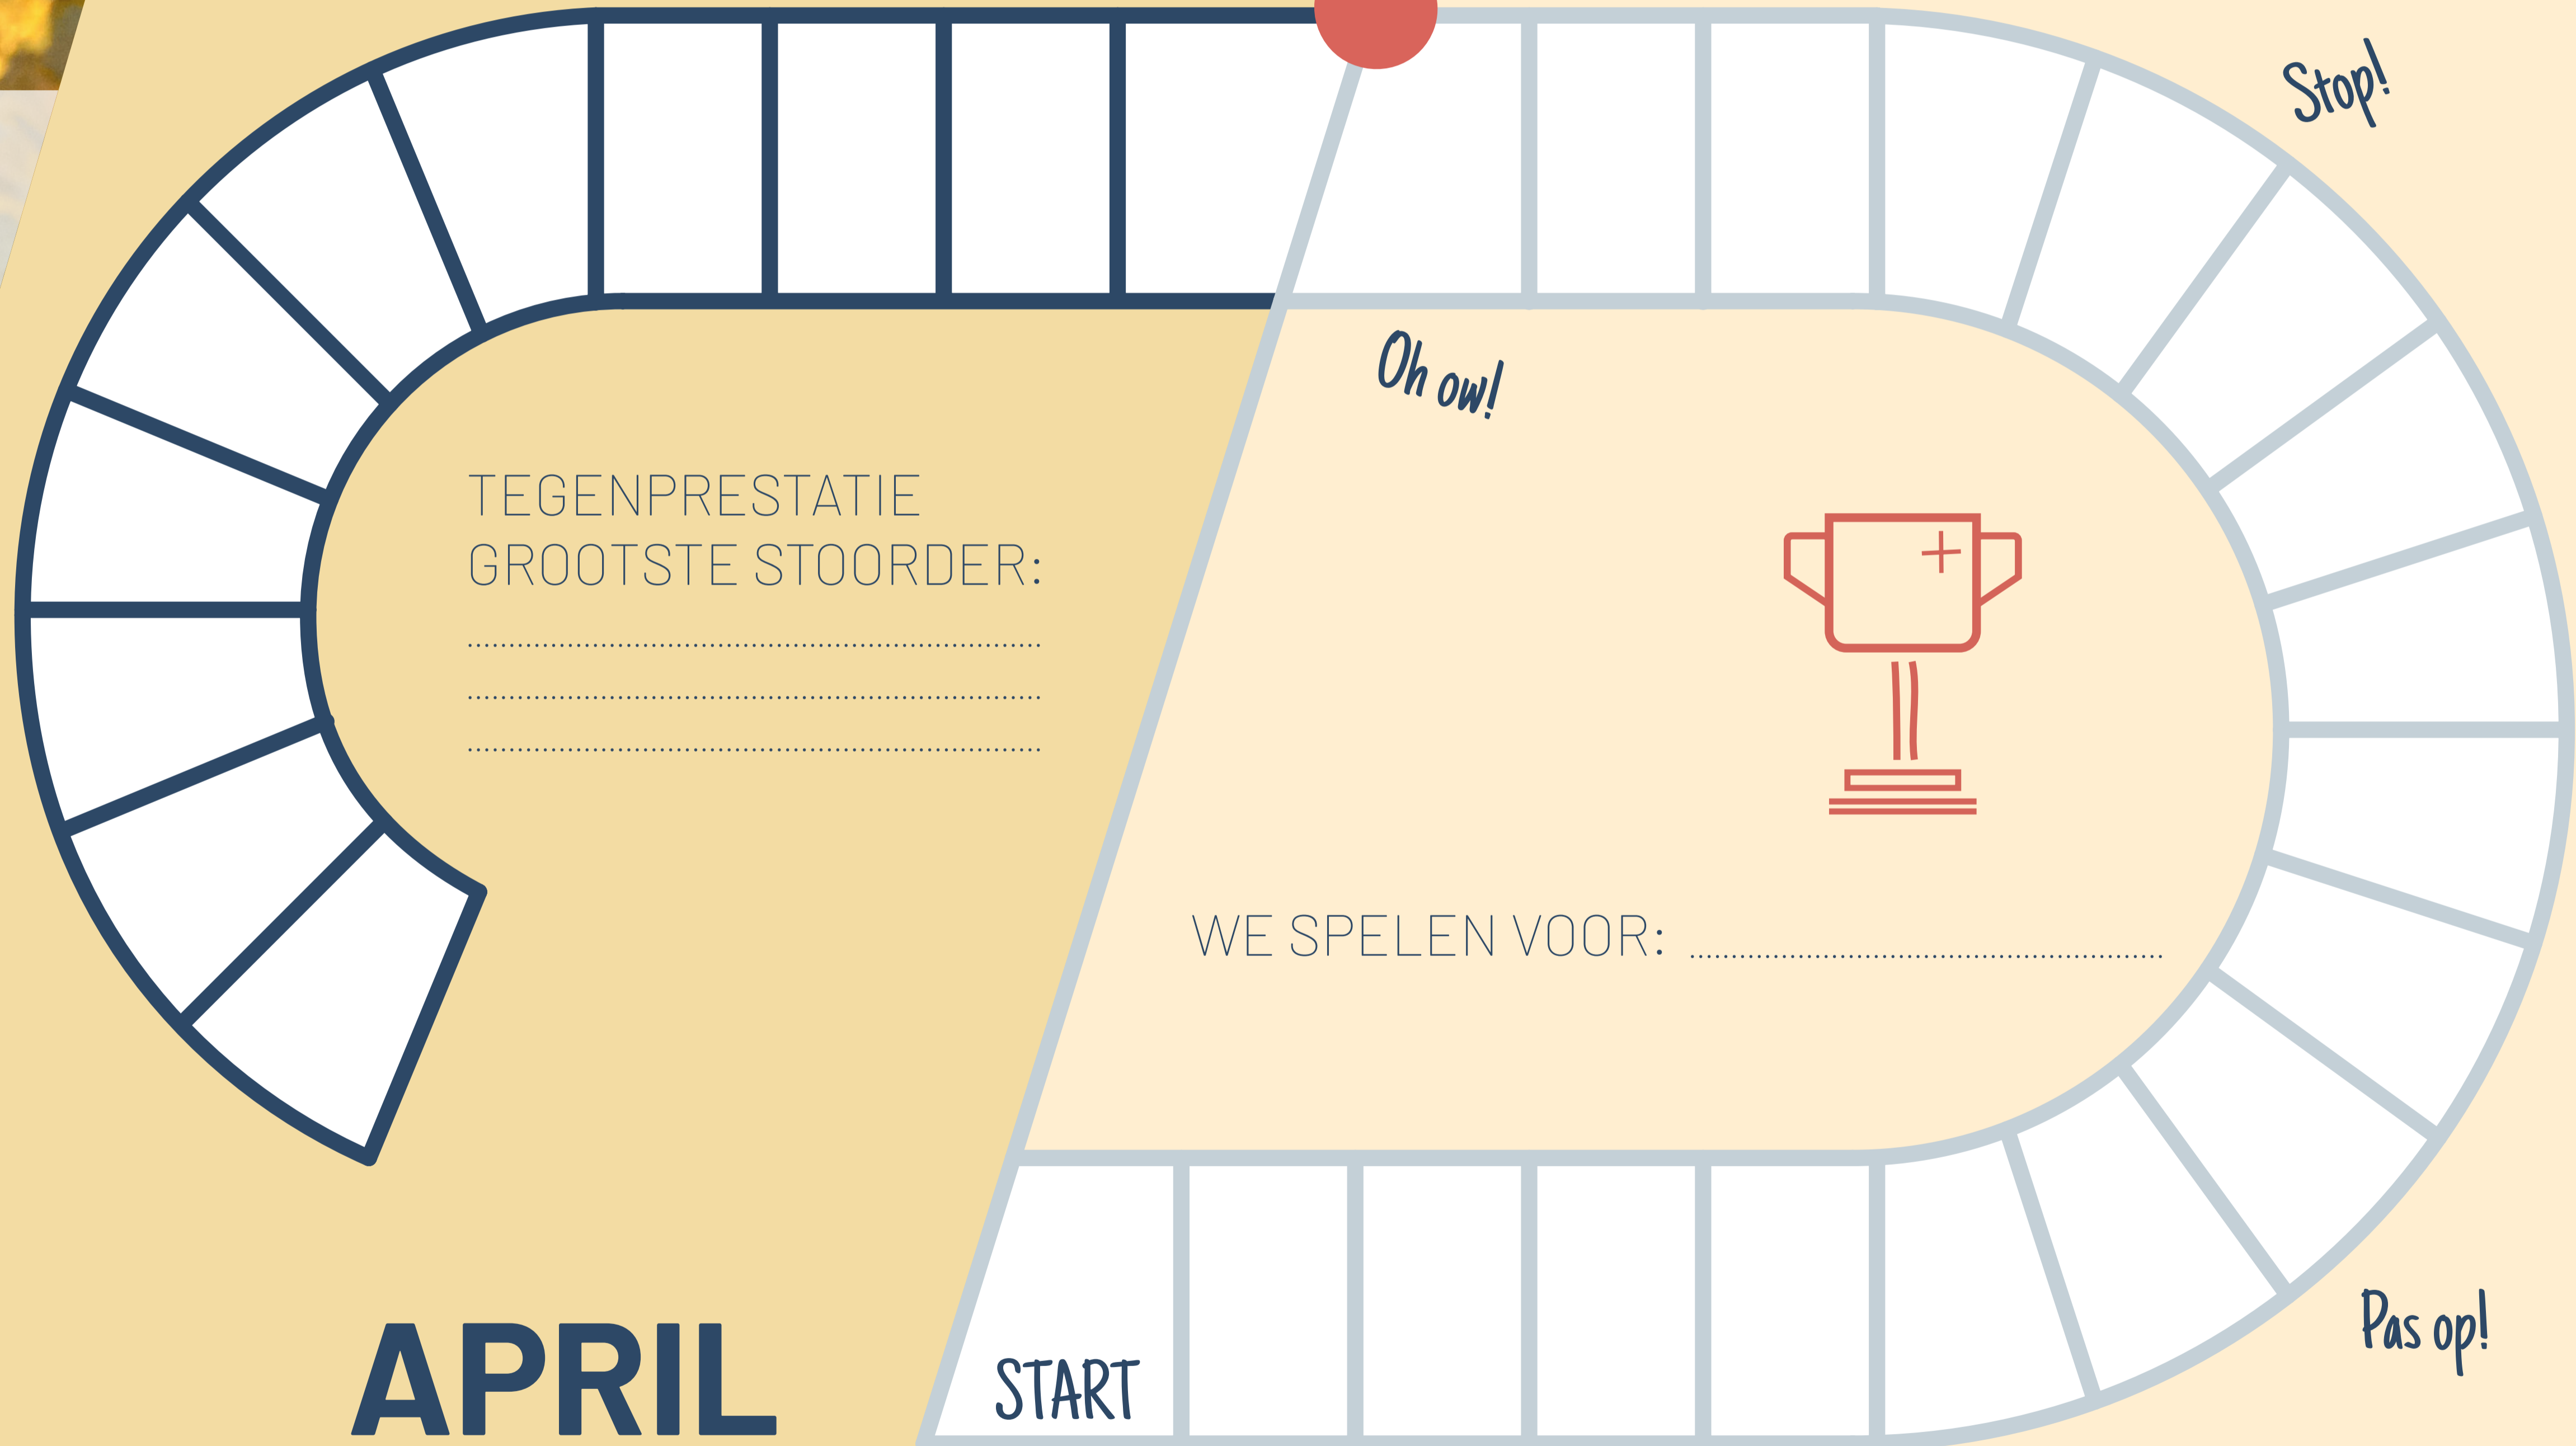 Stop!
Oh ow!
TEGENPRESTATIE
GROOTSTE STOORDER:
WE SPELEN VOOR:
Pas op!
START
APRIL